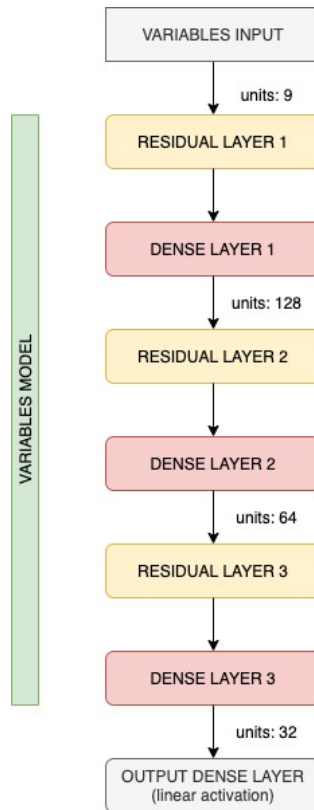 VARIABLES INPUT
units: 9
RESIDUAL LAYER 1
DENSE LAYER 1
units: 128
RESIDUAL LAYER 2
VARIABLES MODEL
DENSE LAYER 2
units: 64
RESIDUAL LAYER 3
DENSE LAYER 3
units: 32
OUTPUT DENSE LAYER
(linear activation)